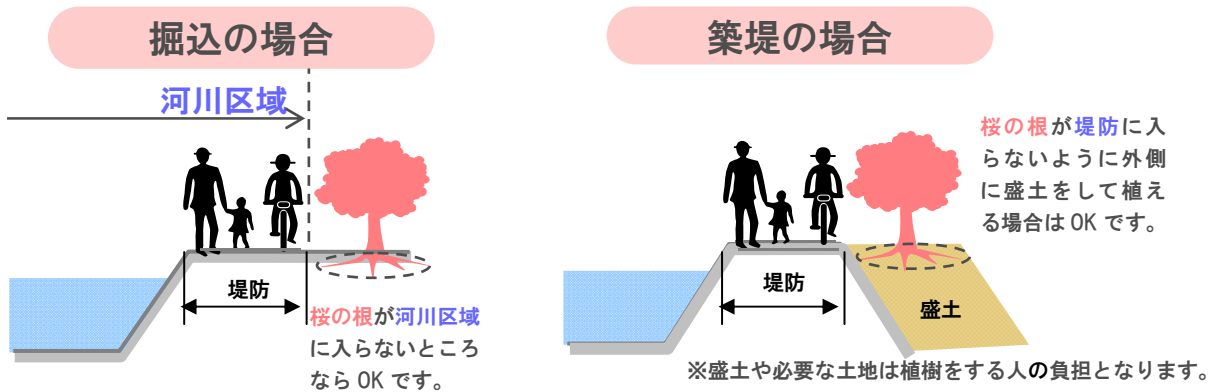 掘込の場合
河川区域
堤防
桜の根が河川区域
に入らないところ
なら OK です。
築堤の場合
桜の根が堤防に入
らないように外側
に盛土をして植え
る場合は OK です。
堤防
盛土
※盛土や必要な土地は植樹をする人の負担となります。